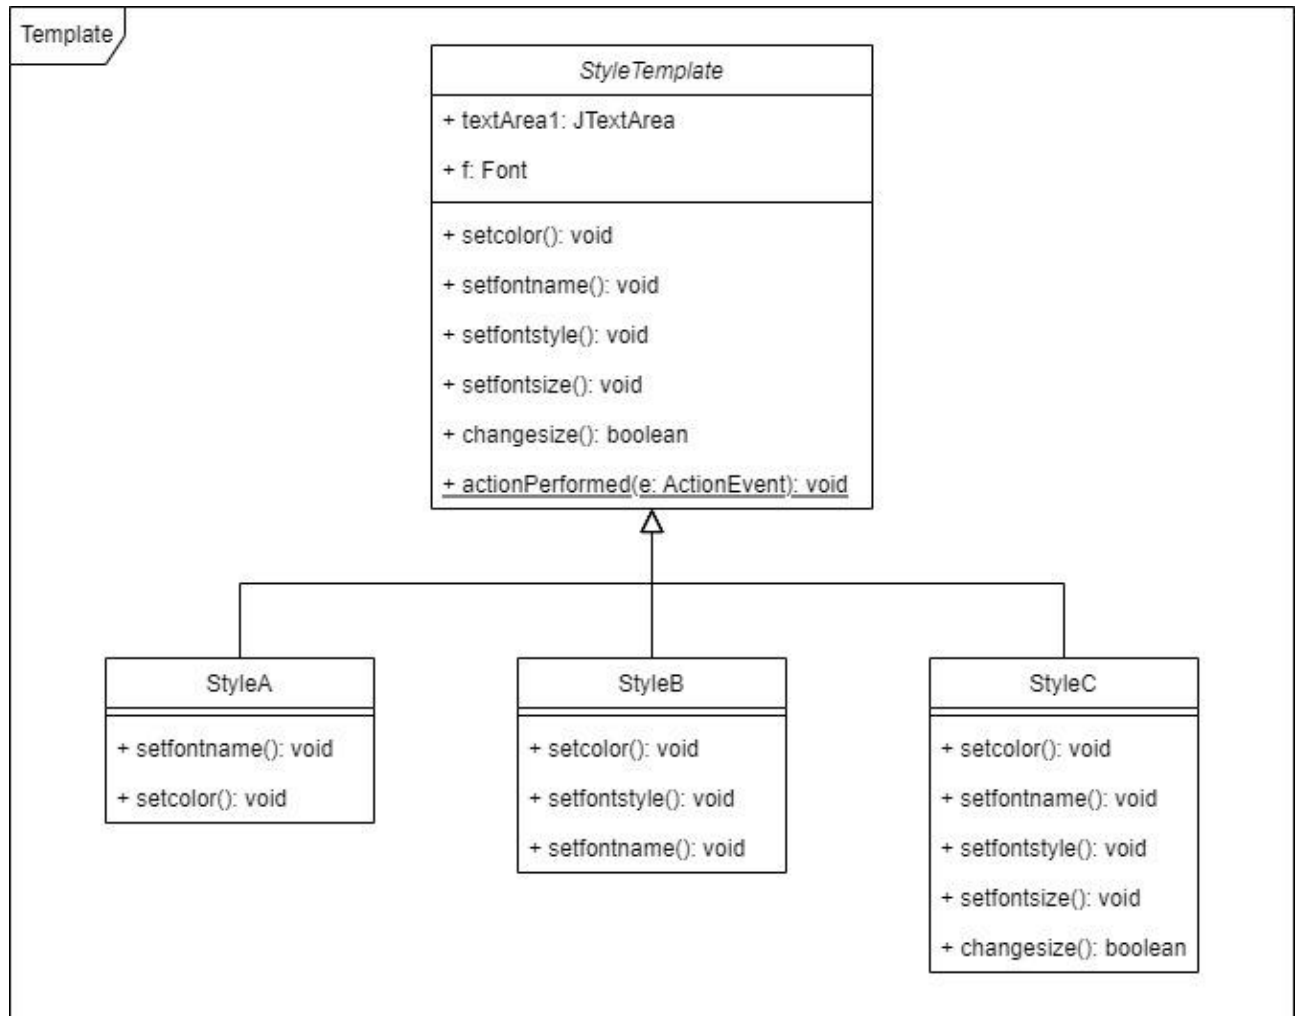 Template
StyleTemplate
+ textArea1: JTextArea
+ f: Font
+ setcolor(): void
+ setfontname(): void
+ setfontstyle(): void
+ setfontsize(): void
+ changesize(): boolean
+ actionPerformed(e: ActionEvent): void
StyleA
+ setfontname(): void
+ setcolor(): void
StyleB
+ setcolor(): void
+ setfontstyle(): void
+ setfontname(): void
StyleC
+ setcolor(): void
+ setfontname(): void
+ setfontstyle(): void
+ setfontsize(): void
+ changesize(): boolean